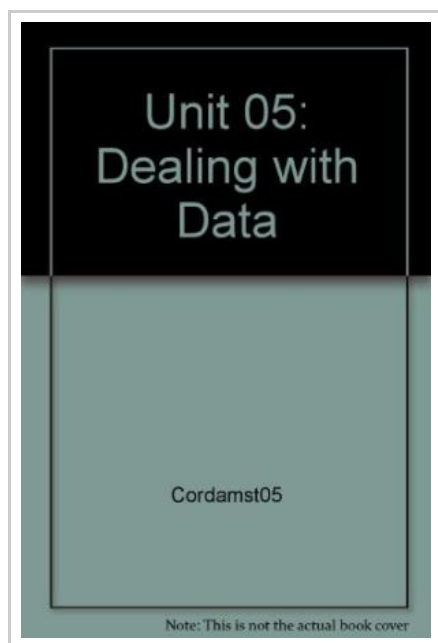 Unit 05:
Dealing with
Data
Cordamst05
Note: This is not the actual book cover